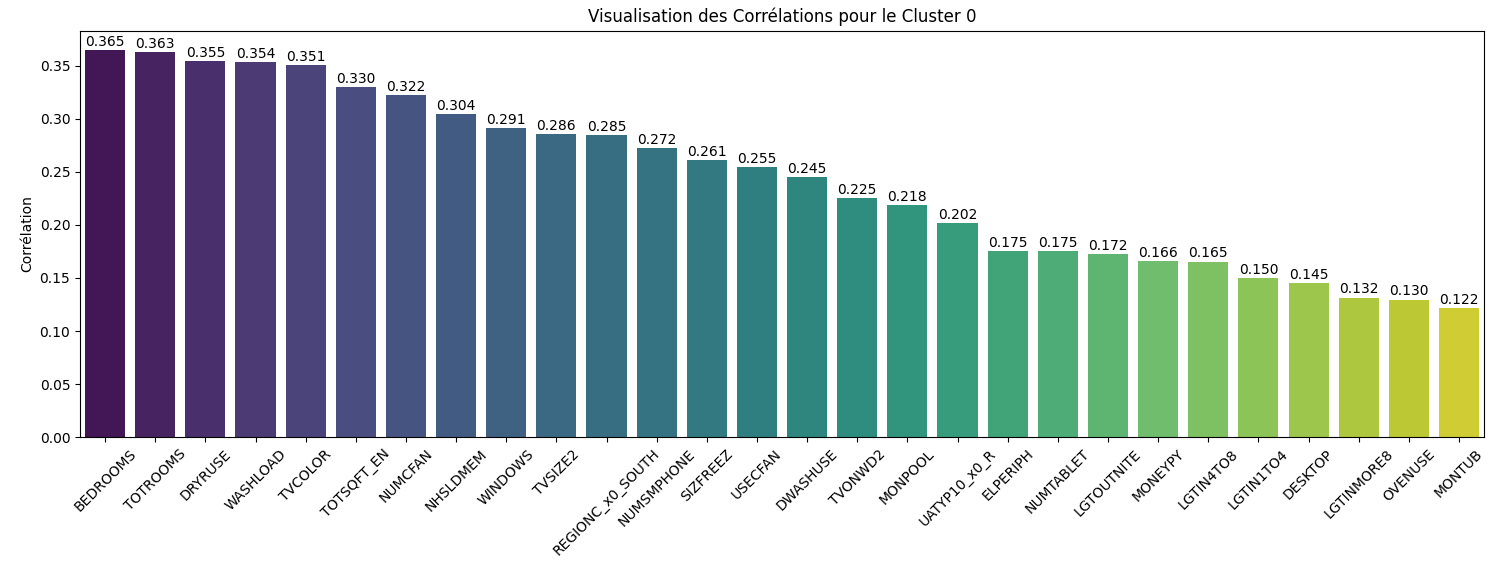 Visualisation des Corrélations pour le Cluster 0
Corrélation
0.35
0.30
0.25
0.20
0.15
0.10
0.05
0.00
0.365
0.363
0.355
0.354
0.351
0.330
0.322
0.304
0.291
0.286
0.285
0.272
0.261
0.255
0.245
0.225
0.218
0.202
0.175
0.175
0.172
0.166
0.165
0.150
0.145
0.132
0.130
0.122
BEDROOMS
TOTROOMS
DRYRUSE
WASHLOAD
TVCOLOR
TOTSQFT_EN
NUMCFAN
NHSLDMEM
WINDOWS
TVSIZE2
REGIONC_x0_SOUTH
NUMSMPHONE
SIZFREEZ
USECFAN
DWASHUSE
TVONWD2
MONPOOL
UATYP10_x0_R
ELPERIPH
NUMTABLET
LGTOUTNITE
MONEYPY
LGTIN4TO8
LGTIN1TO4
DESKTOP
LGTINMORE8
OVENUSE
MONTUB